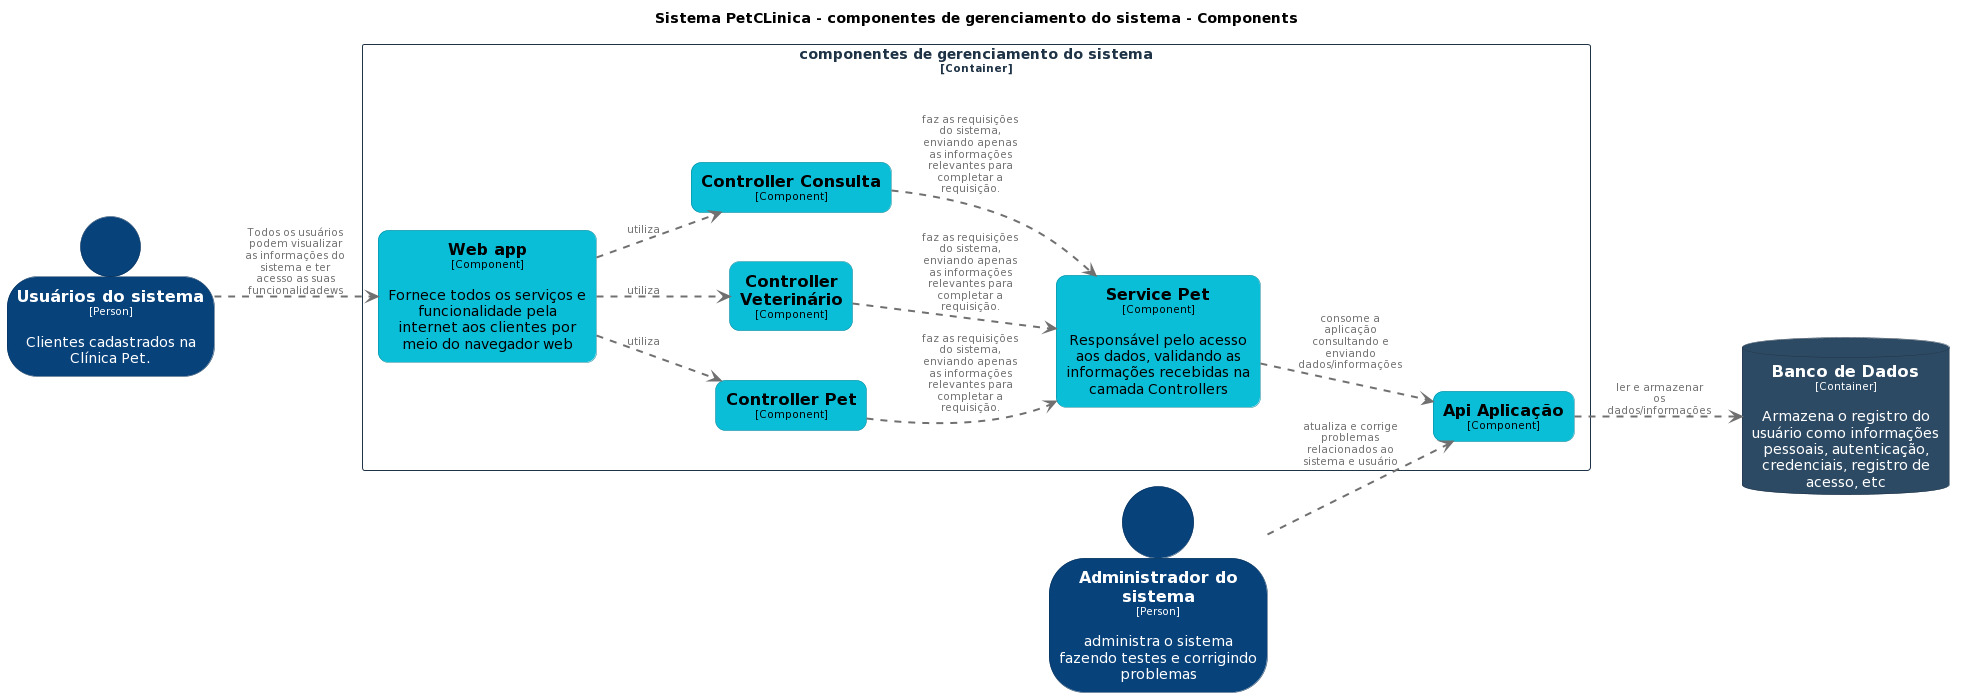 Sistema PetCLinica - componentes de gerenciamento do sistema - Components
componentes de gerenciamento do sistema
[Container]
Usuários do sistema
[Person]
Clientes cadastrados na
Clínica Pet.
Todos os usuários
podem visualizar
as informações do
sistema e ter
acesso as suas
funcionalidadews
Web app
[Component]
Fornece todos os serviços e
funcionalidade pela
internet aos clientes por
meio do navegador web
utiliza
utiliza
utiliza
Controller Consulta
[Component]
Controller
Veterinário
[Component]
Controller Pet
[Component]
faz as requisições
do sistema,
enviando apenas
as informações
relevantes para
completar a
requisição.
faz as requisições
do sistema,
enviando apenas
as informações
relevantes para
completar a
requisição.
faz as requisições
do sistema,
enviando apenas
as informações
relevantes para
completar a
requisição.
Service Pet
[Component]
Responsável pelo acesso
aos dados, validando as
informações recebidas na
camada Controllers
consome a
aplicação
consultando e
enviando
dados/informações
atualiza e corrige
problemas
relacionados ao
sistema e usuário
Api Aplicação
[Component]
ler e armazenar
os
dados/informações
Banco de Dados
[Container]
Armazena o registro do
usuário como informações
pessoais, autenticação,
credenciais, registro de
acesso, etc
Administrador do
sistema
[Person]
administra o sistema
fazendo testes e corrigindo
problemas